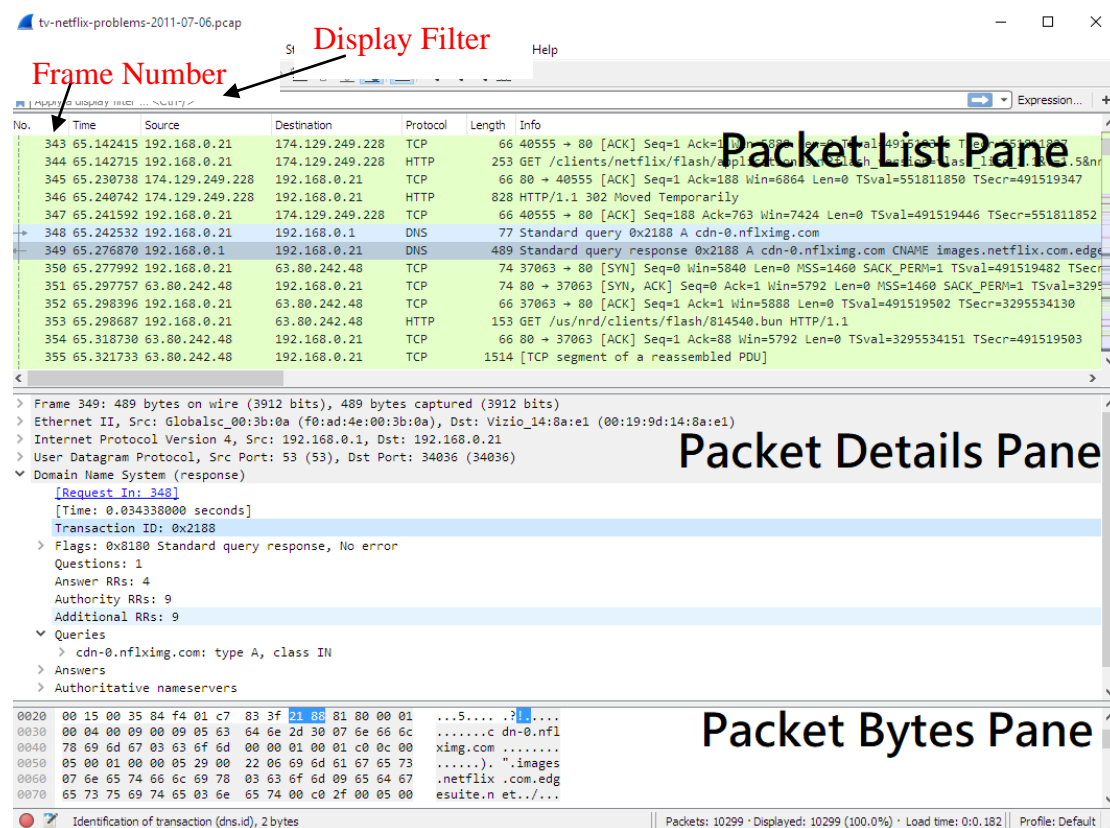 tv-netflix-problems-2011-07-06.pcap
Display Filter
Help
Frame Number
Apply a display filter ... <Ctrl-/>
Expression... +
No. Time Source Destination Protocol Length Info
Packet List Pane
343 65.142415 192.168.0.21 174.129.249.228 TCP 66 40555 → 80 [ACK] Seq=1 Ack=1 Win=5888 Len=0 TSval=491519346 TSecr=551811827
344 65.142715 192.168.0.21 174.129.249.228 HTTP 253 GET /clients/netflix/flash/
345 65.230738 174.129.249.228 192.168.0.21 TCP 66 80 → 40555 [ACK] Seq=1 Ack=188 Win=6864 Len=0 TSval=551811850 TSecr=491519347
346 65.240742 174.129.249.228 192.168.0.21 HTTP 828 HTTP/1.1 302 Moved Temporarily
347 65.241592 192.168.0.21 174.129.249.228 TCP 66 40555 → 80 [ACK] Seq=188 Ack=763 Win=7424 Len=0 TSval=491519446 TSecr=551811852
348 65.242532 192.168.0.21 192.168.0.1 DNS 77 Standard query 0x2188 A cdn-0.nflximg.com
349 65.276870 192.168.0.1 192.168.0.21 DNS 489 Standard query response 0x2188 A cdn-0.nflximg.com CNAME images.netflix.com.edge
350 65.277992 192.168.0.21 63.80.242.48 TCP 74 37063 → 80 [SYN] Seq=0 Win=5840 Len=0 MSS=1460 SACK_PERM=1 TSval=491519482 TSecr
351 65.297757 63.80.242.48 192.168.0.21 TCP 74 80 → 37063 [SYN, ACK] Seq=0 Ack=1 Win=5792 Len=0 MSS=1460 SACK_PERM=1 TSval=3295
352 65.298396 192.168.0.21 63.80.242.48 TCP 66 37063 → 80 [ACK] Seq=1 Ack=1 Win=5888 Len=0 TSval=491519502 TSecr=3295534130
353 65.298687 192.168.0.21 63.80.242.48 HTTP 153 GET /us/nrd/clients/flash/814540.bun HTTP/1.1
354 65.318730 63.80.242.48 192.168.0.21 TCP 66 80 → 37063 [ACK] Seq=1 Ack=88 Win=5792 Len=0 TSval=3295534151 TSecr=491519503
355 65.321733 63.80.242.48 192.168.0.21 TCP 1514 [TCP segment of a reassembled PDU]
Frame 349: 489 bytes on wire (3912 bits), 489 bytes captured (3912 bits)
Ethernet II, Src: Globalsc_00:3b:0a (f0:ad:4e:00:3b:0a), Dst: Vizio_14:8a:e1 (00:19:9d:14:8a:e1)
Internet Protocol Version 4, Src: 192.168.0.1, Dst: 192.168.0.21
User Datagram Protocol, Src Port: 53 (53), Dst Port: 34036 (34036)
Packet Details Pane
Domain Name System (response)
[Request In: 348]
[Time: 0.034338000 seconds]
Transaction ID: 0x2188
Flags: 0x8180 Standard query response, No error
Questions: 1
Answer RRs: 4
Authority RRs: 9
Additional RRs: 9
Queries
cdn-0.nflximg.com: type A, class IN
Answers
Authoritative nameservers
Packet Bytes Pane
0020 00 15 00 35 84 f4 01 c7 83 3f 21 88 81 80 00 01 ...5.... .?!.....
0030 00 04 00 09 00 09 05 63 64 6e 2d 30 07 6e 66 6c .......c dn-0.nfl
0040 78 69 6d 67 03 63 6f 6d 00 00 01 00 01 c0 0c 00 ximg.com ........
0050 05 00 01 00 00 05 29 00 22 06 69 6d 61 67 65 73 ......). ".images
0060 07 6e 65 74 66 6c 69 78 03 63 6f 6d 09 65 64 67 .netflix .com.edg
0070 65 73 75 69 74 65 03 6e 65 74 00 c0 2f 00 05 00 esuite.n et../...
Identification of transaction (dns.id), 2 bytes
Packets: 10299 · Displayed: 10299 (100.0%) · Load time: 0:0.182
Profile: Default